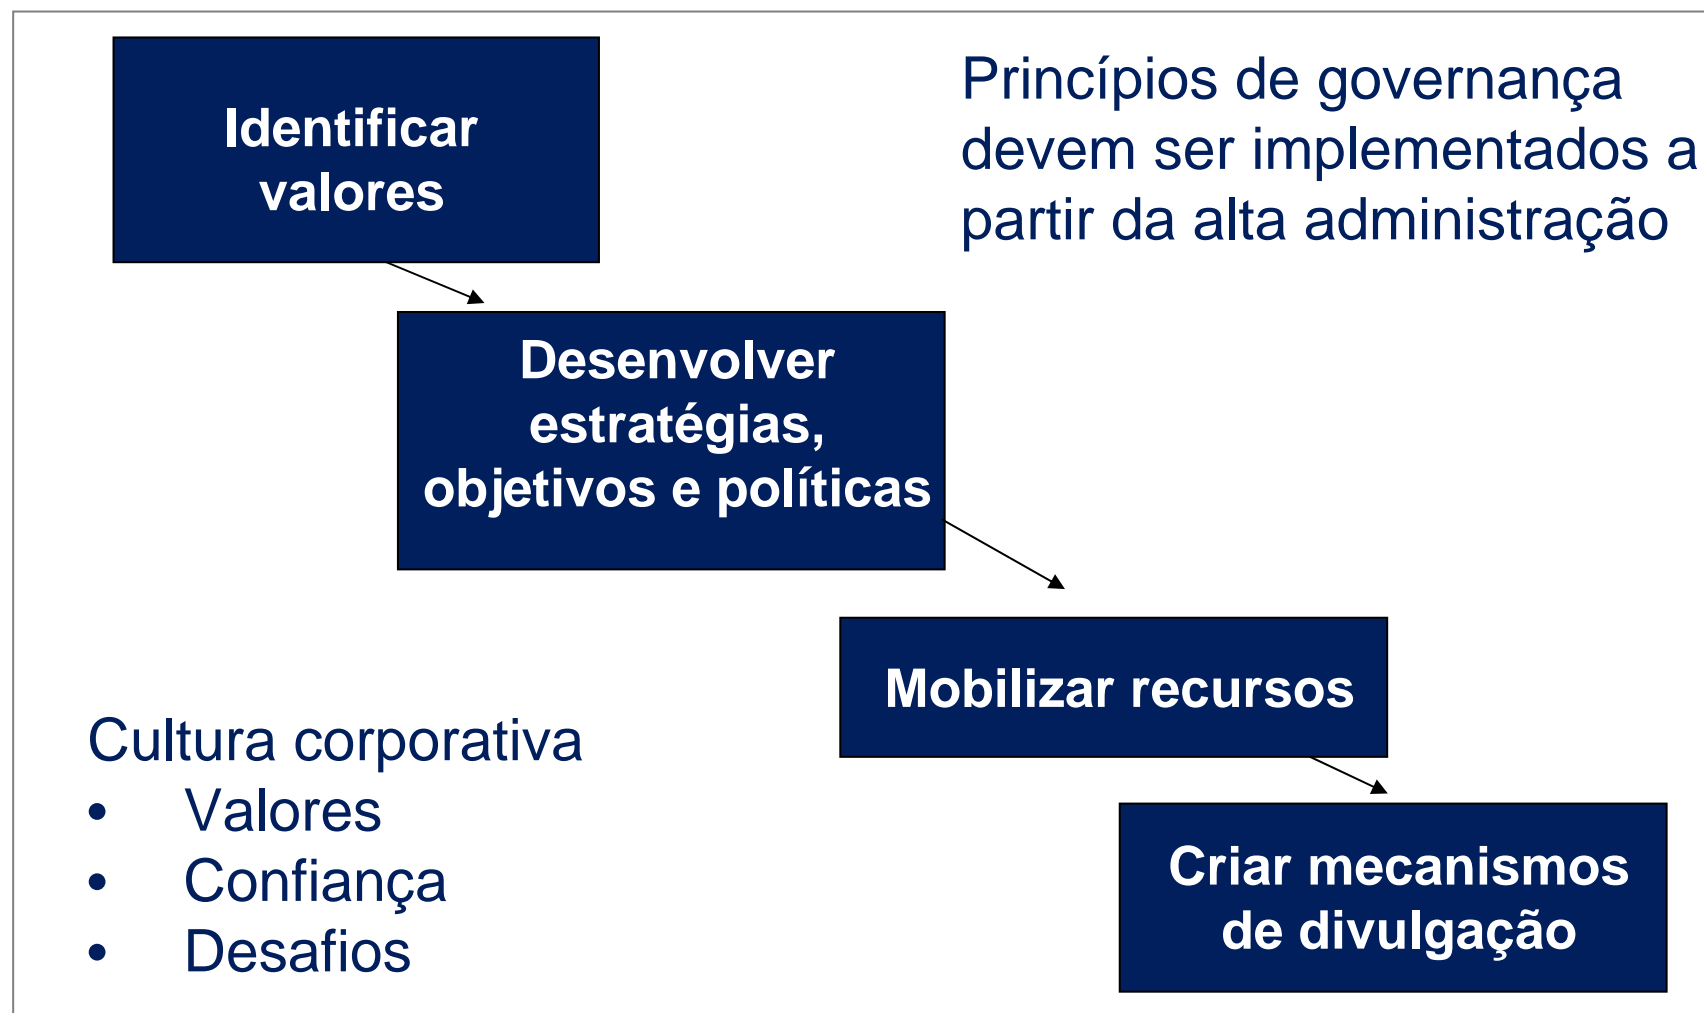 Identificar
valores
Princípios de governança
devem ser implementados a
partir da alta administração
Desenvolver
estratégias,
objetivos e políticas
Mobilizar recursos
Cultura corporativa
• Valores
• Confiança
• Desafios
Criar mecanismos
de divulgação